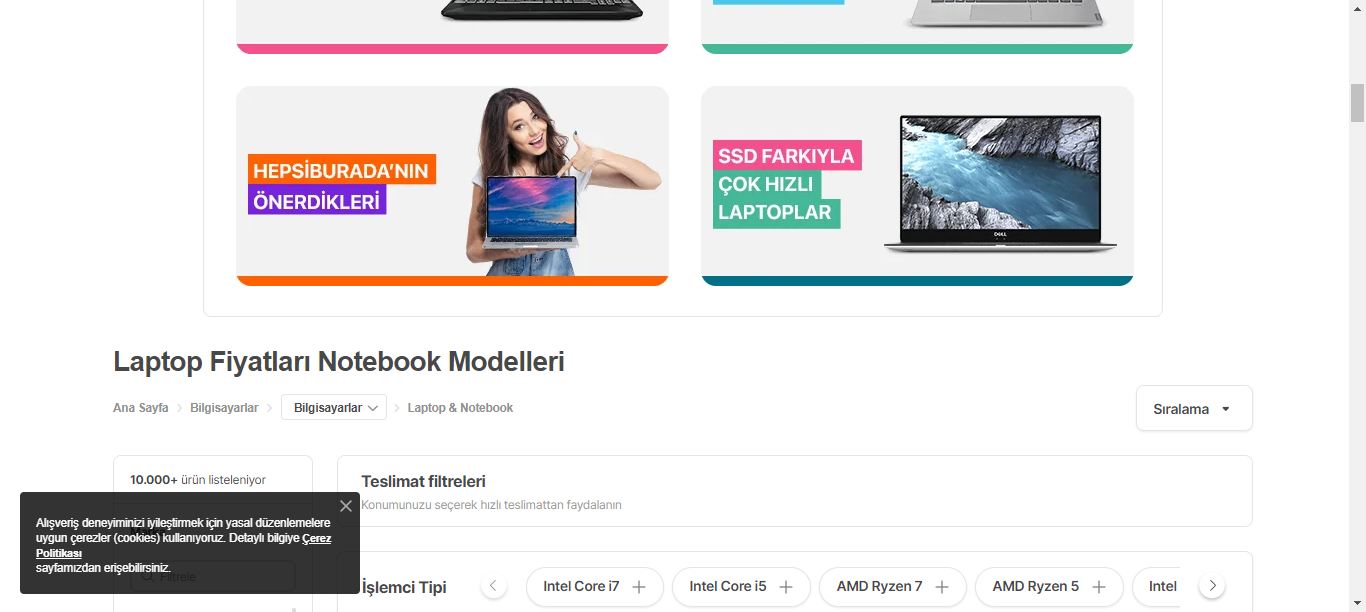 HEPSİBURADA'NIN
ÖNERDİKLERİ
SSD FARKIYLA
ÇOK HIZLI
LAPTOPLAR
DELL
Laptop Fiyatları Notebook Modelleri
Ana Sayfa > Bilgisayarlar > Bilgisayarlar > Laptop & Notebook
Sıralama
10.000+ ürün listeleniyor
Teslimat filtreleri
Konumunuzu seçerek hızlı teslimattan faydalanın
Alışveriş deneyiminizi iyileştirmek için yasal düzenlemelere
uygun çerezler (cookies) kullanıyoruz. Detaylı bilgiye Çerez
Politikası
sayfamızdan erişebilirsiniz.
Filtrele
İşlemci Tipi
Intel Core i7 +
Intel Core i5 +
AMD Ryzen 7 +
AMD Ryzen 5 +
Intel